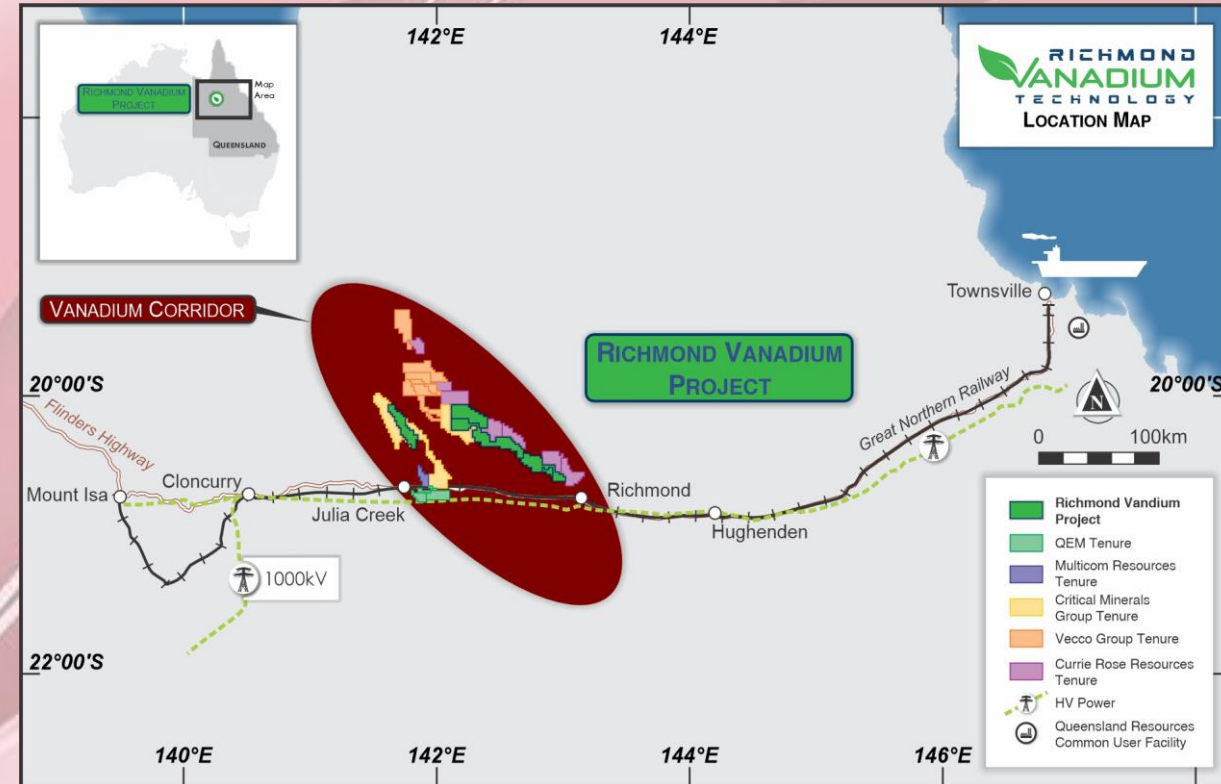 142°E
144°E
RICHMOND
VANADIUM
TECHNOLOGY
LOCATION MAP
Map
Area
RICHMOND VANADIUM
PROJECT
QUEENSLAND
VANADIUM CORRIDOR
Townsville
RICHMOND VANADIUM
PROJECT
20°00'S
20°00'S
Flinders Highway
Great Northern Railway
N
0
100km
Mount Isa
Cloncurry
Julia Creek
Richmond
Hughenden
1000kV
22°00'S
140°E
142°E
144°E
146°E
Richmond Vandium
Project
QEM Tenure
Multicom Resources
Tenure
Critical Minerals
Group Tenure
Vecco Group Tenure
Currie Rose Resources
Tenure
HV Power
Queensland Resources
Common User Facility